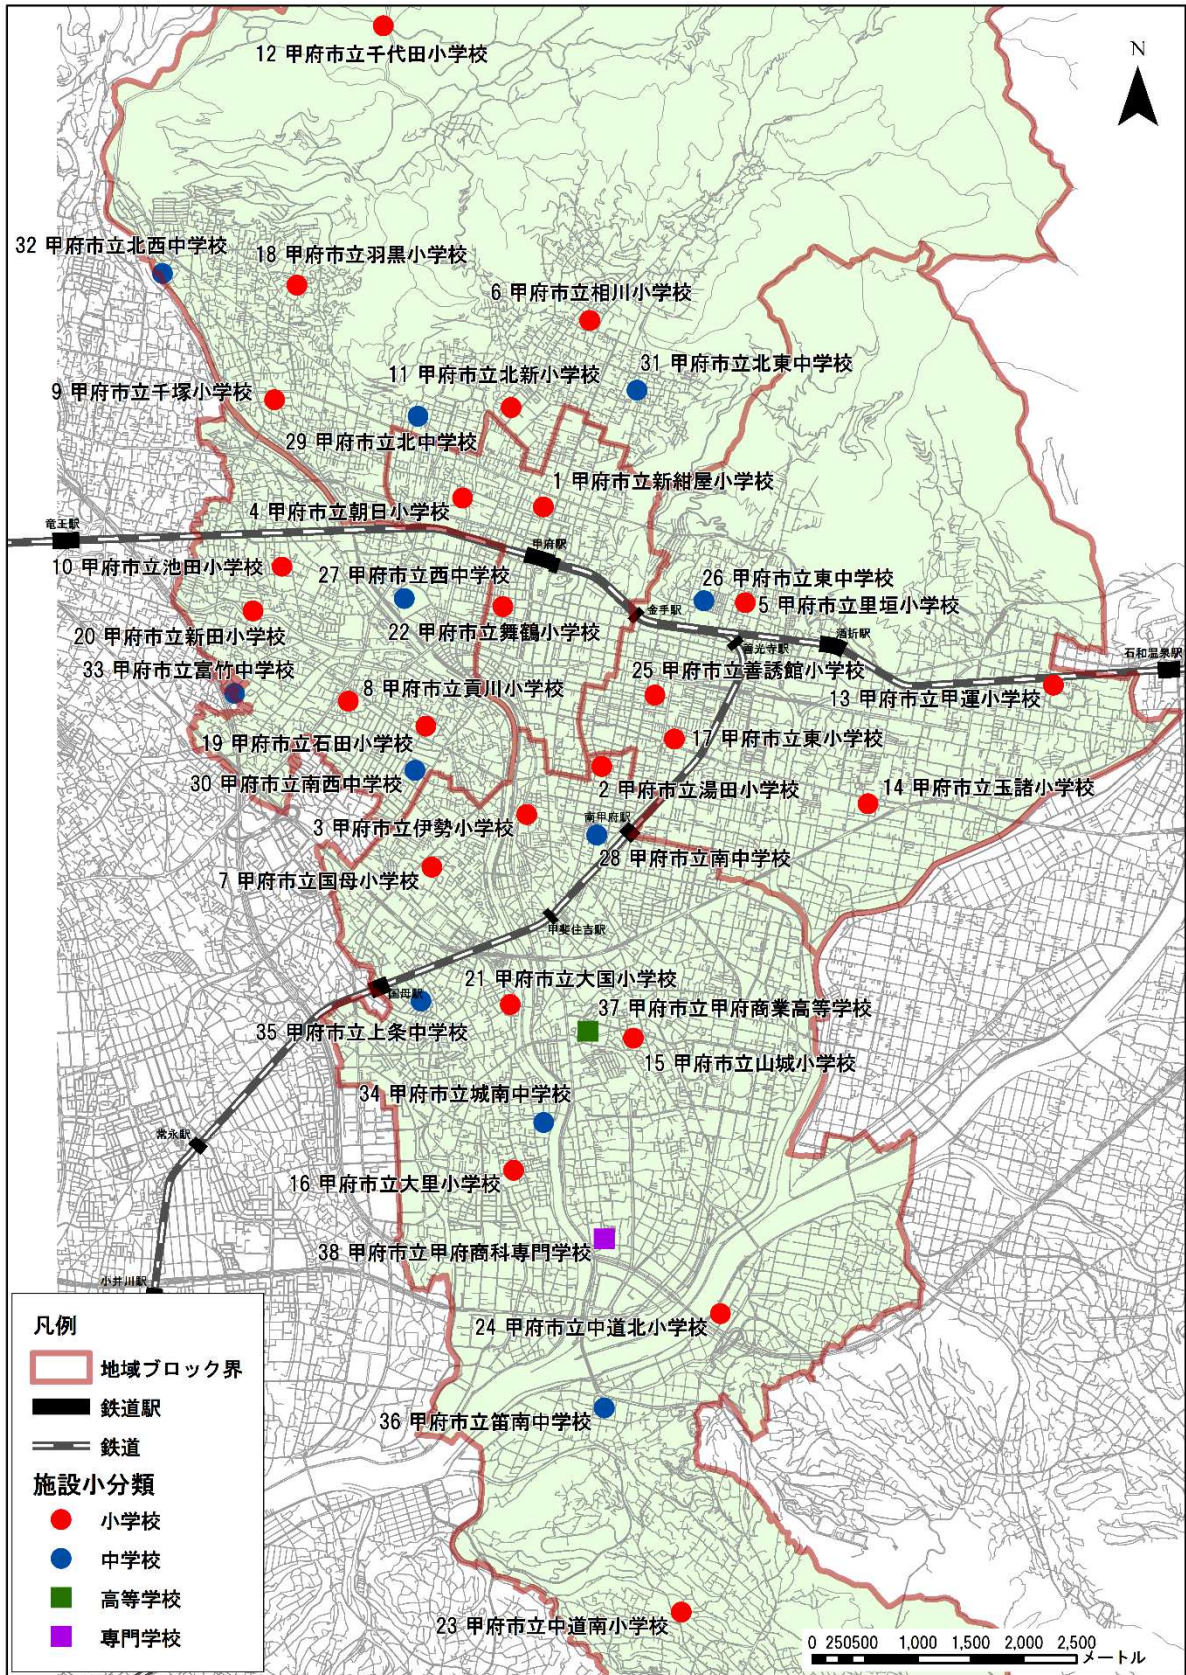 12 甲府市立千代田小学校
N
32 甲府市立北西中学校
18 甲府市立羽黒小学校
6 甲府市立相川小学校
31 甲府市立北東中学校
11 甲府市立北新小学校
9 甲府市立千塚小学校
29 甲府市立北中学校
1 甲府市立新紺屋小学校
4 甲府市立朝日小学校
竜王駅
甲府駅
10 甲府市立池田小学校
27 甲府市立西中学校
26 甲府市立東中学校
5 甲府市立里垣小学校
金手駅
20 甲府市立新田小学校
22 甲府市立舞鶴小学校
酒折駅
善光寺駅
石和温泉駅
33 甲府市立富竹中学校
25 甲府市立善誘館小学校
8 甲府市立貢川小学校
13 甲府市立甲運小学校
19 甲府市立石田小学校
17 甲府市立東小学校
30 甲府市立南西中学校
2 甲府市立湯田小学校
14 甲府市立玉諸小学校
3 甲府市立伊勢小学校
南甲府駅
28 甲府市立南中学校
7 甲府市立国母小学校
甲斐住吉駅
21 甲府市立大国小学校
国母駅
37 甲府市立甲府商業高等学校
35 甲府市立上条中学校
15 甲府市立山城小学校
34 甲府市立城南中学校
常永駅
16 甲府市立大里小学校
38 甲府市立甲府商科専門学校
小井川駅
24 甲府市立中道北小学校
36 甲府市立笛南中学校
23 甲府市立中道南小学校
凡例
地域ブロック界
鉄道駅
鉄道
施設小分類
小学校
中学校
高等学校
専門学校
0 250500 1,000 1,500 2,000 2,500
メートル